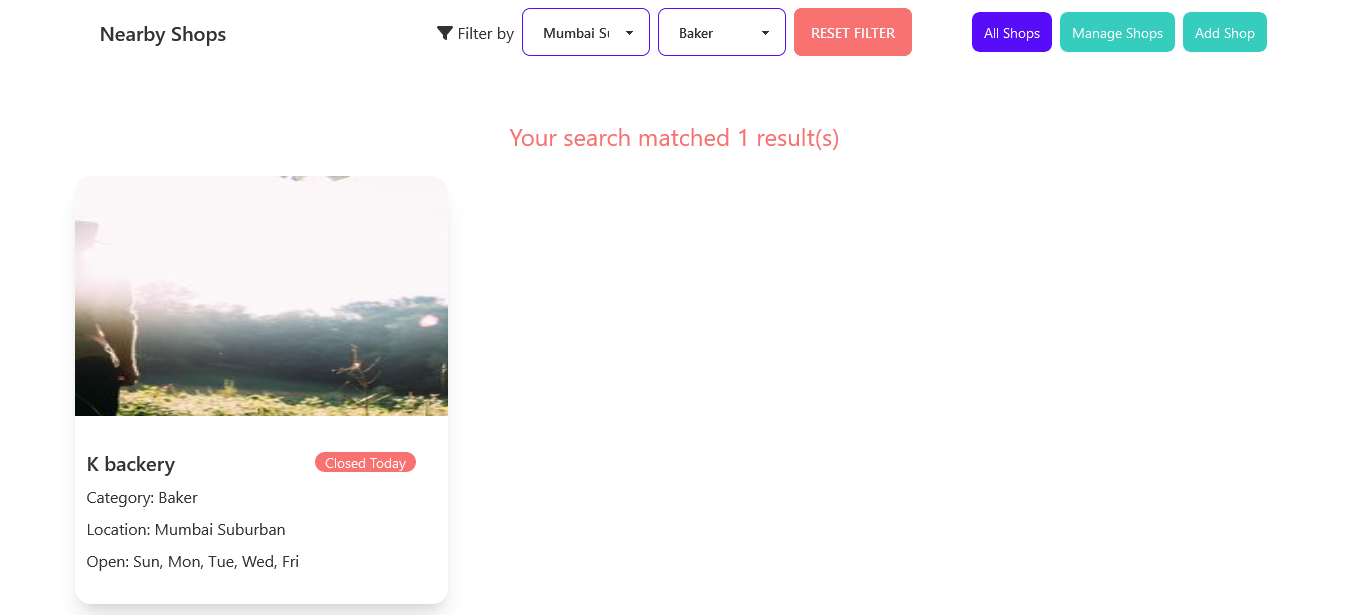 Nearby Shops
Filter by
Mumbai Su
Baker
RESET FILTER
All Shops
Manage Shops
Add Shop
Your search matched 1 result(s)
K backery
Closed Today
Category: Baker
Location: Mumbai Suburban
Open: Sun, Mon, Tue, Wed, Fri